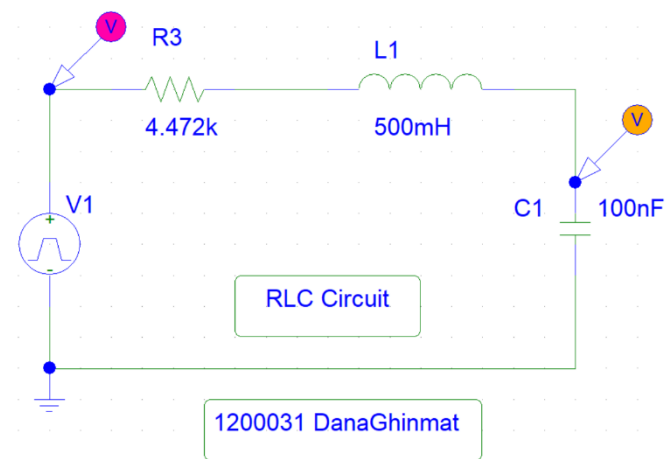 V
R3
L1
4.472k
500mH
V
V1
+
-
C1
100nF
RLC Circuit
1200031 DanaGhinmat